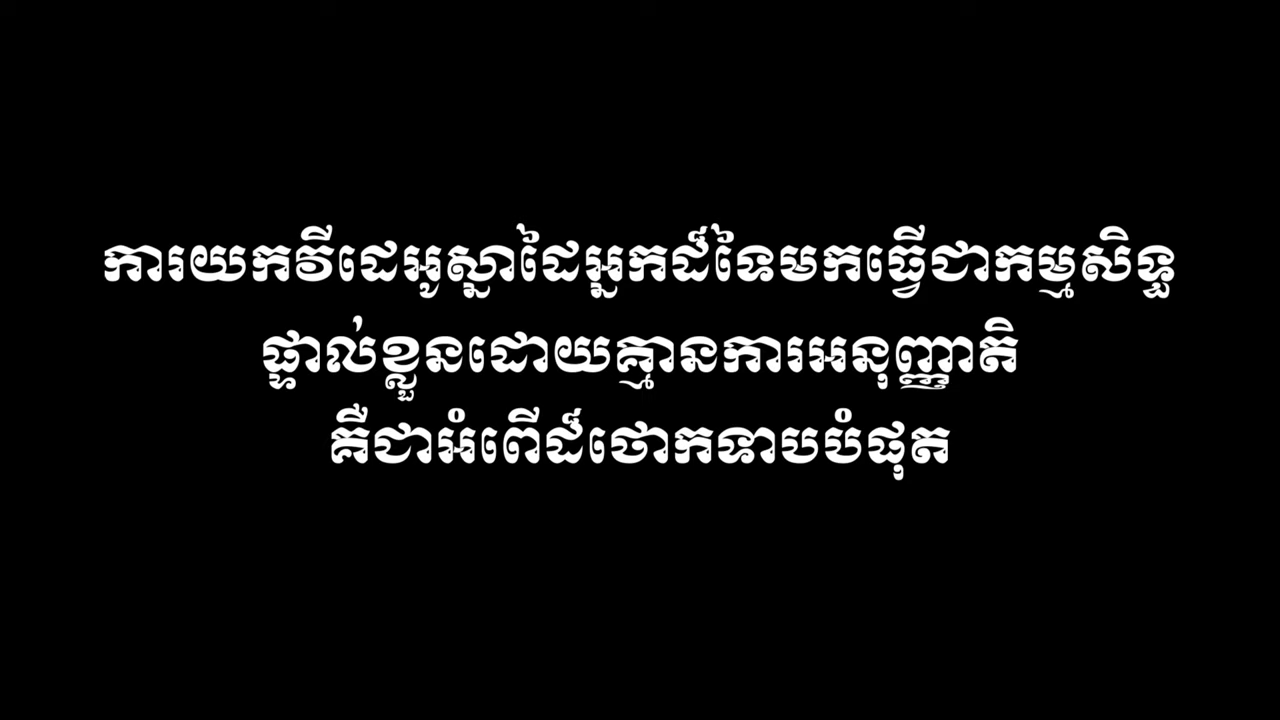 ការយកវីដេអូស្នាដៃអ្នកដ៏ទៃមកធ្វើជាកម្មសិទ្ធ
ផ្ទាល់ខ្លួនដោយគ្មានការអនុញ្ញាតិ
គឺជាអំពើដ៏ថោកទាបបំផុត